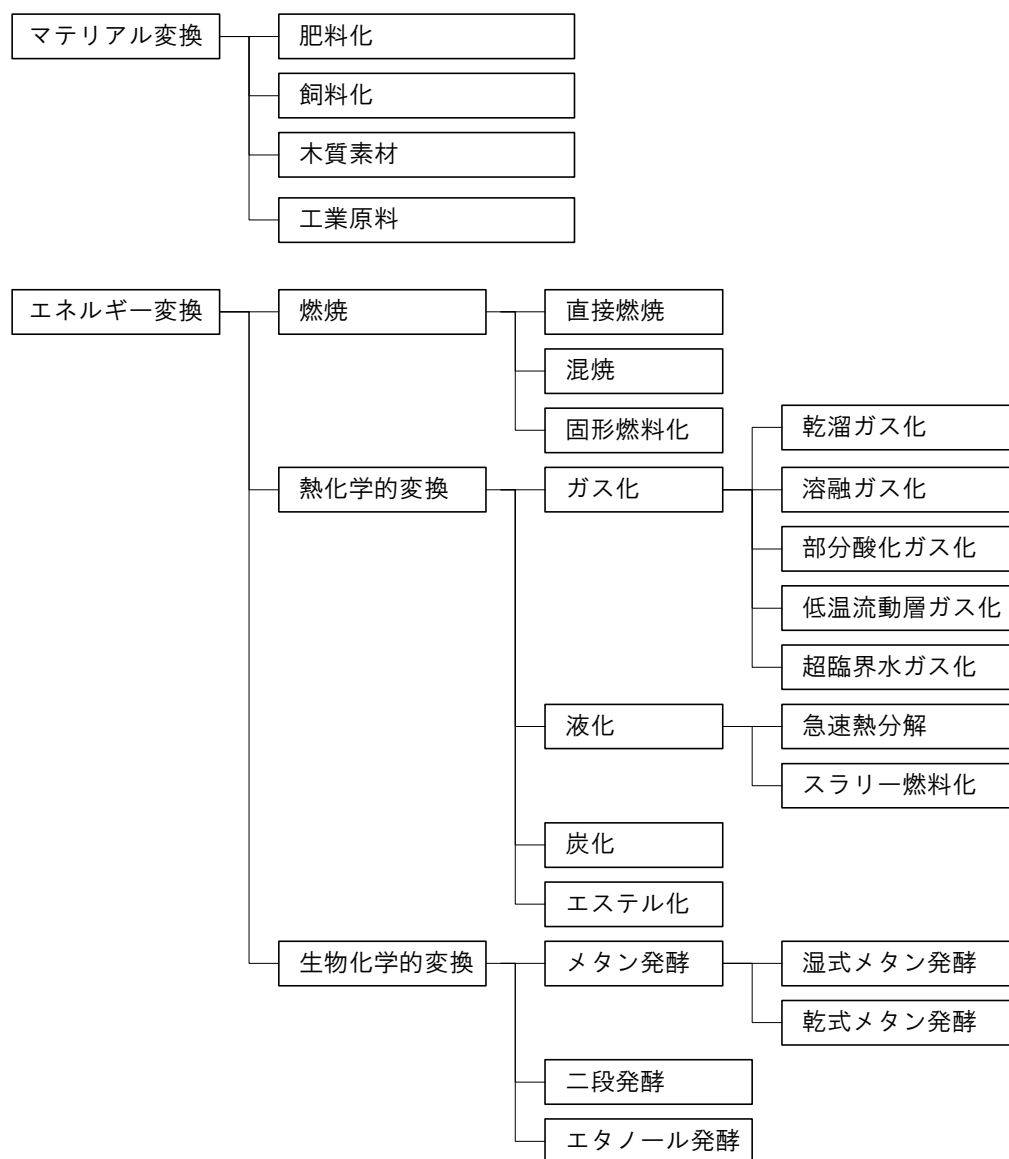 マテリアル変換
肥料化
飼料化
木質素材
工業原料
エネルギー変換
燃焼
直接燃焼
混焼
固形燃料化
熱化学的変換
ガス化
乾溜ガス化
溶融ガス化
部分酸化ガス化
低温流動層ガス化
超臨界水ガス化
液化
急速熱分解
スラリー燃料化
炭化
エステル化
生物化学的変換
メタン発酵
湿式メタン発酵
乾式メタン発酵
二段発酵
エタノール発酵